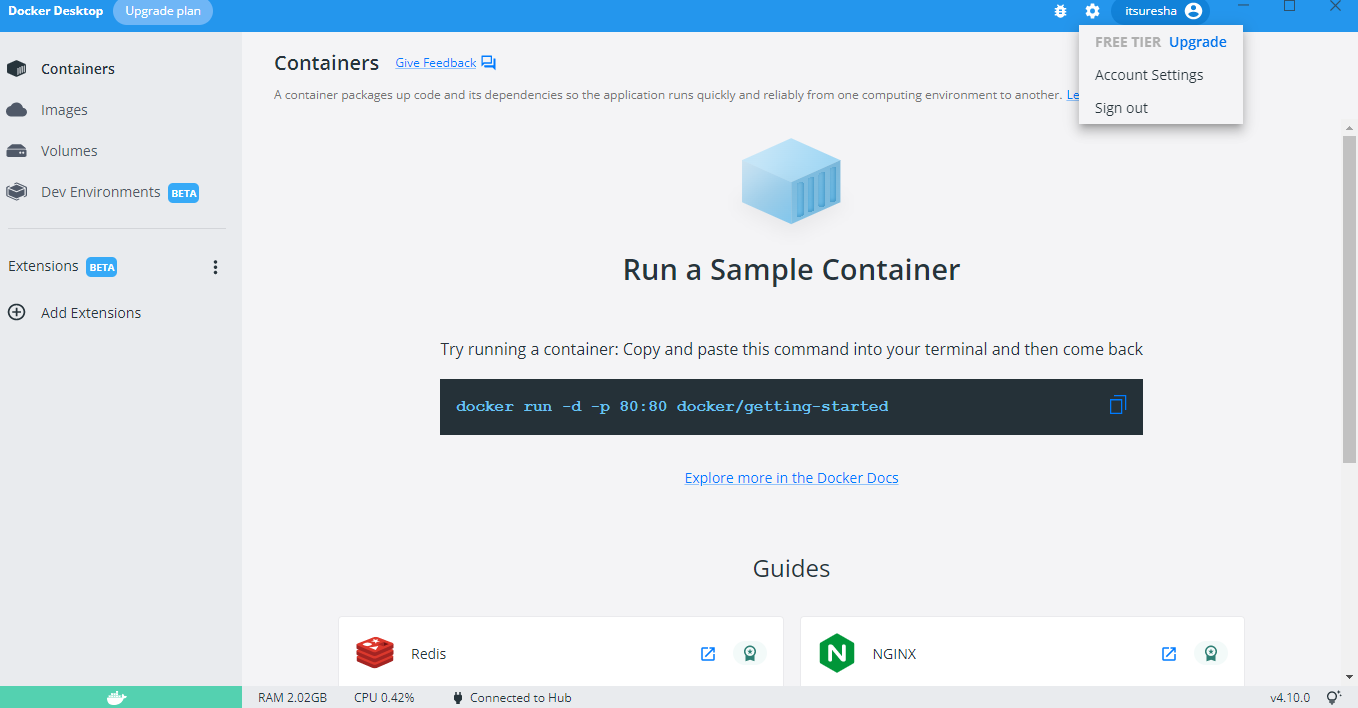 Docker Desktop Upgrade plan itsuresha
FREE TIER Upgrade
Account Settings
Sign out
Containers
Images
Volumes
Dev Environments BETA
Extensions BETA
Add Extensions
Containers Give Feedback
A container packages up code and its dependencies so the application runs quickly and reliably from one computing environment to another. Le
Run a Sample Container
Try running a container: Copy and paste this command into your terminal and then come back
docker run -d -p 80:80 docker/getting-started
Explore more in the Docker Docs
Guides
Redis
N NGINX
RAM 2.02GB CPU 0.42% Connected to Hub v4.10.0